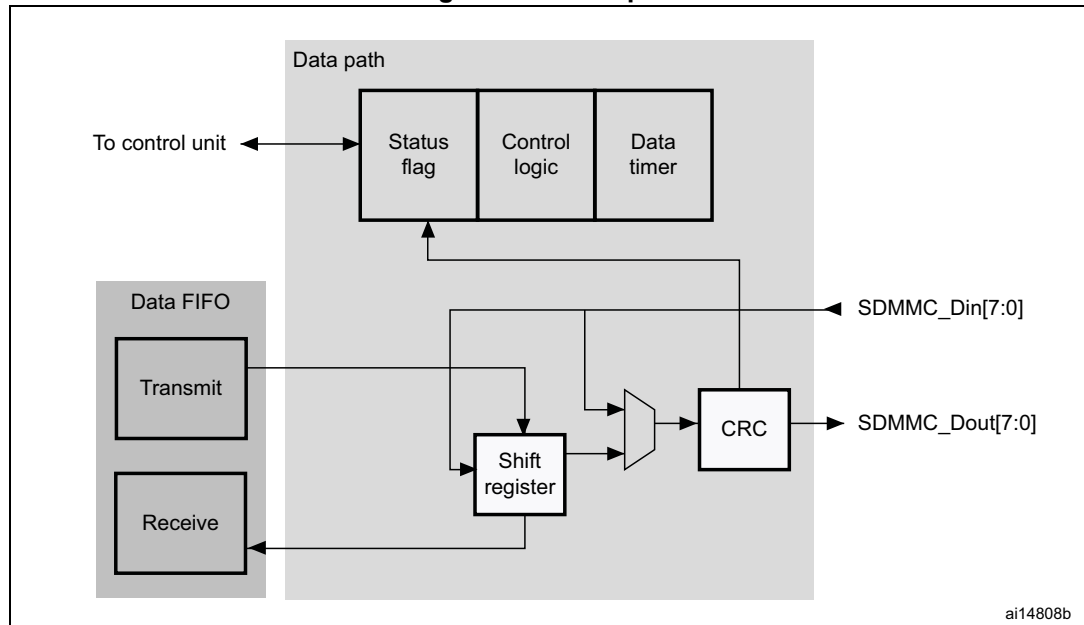 Data path
To control unit
Status
flag
Control
logic
Data
timer
Data FIFO
SDMMC_Din[7:0]
Transmit
CRC
SDMMC_Dout[7:0]
Shift
register
Receive
ai14808b